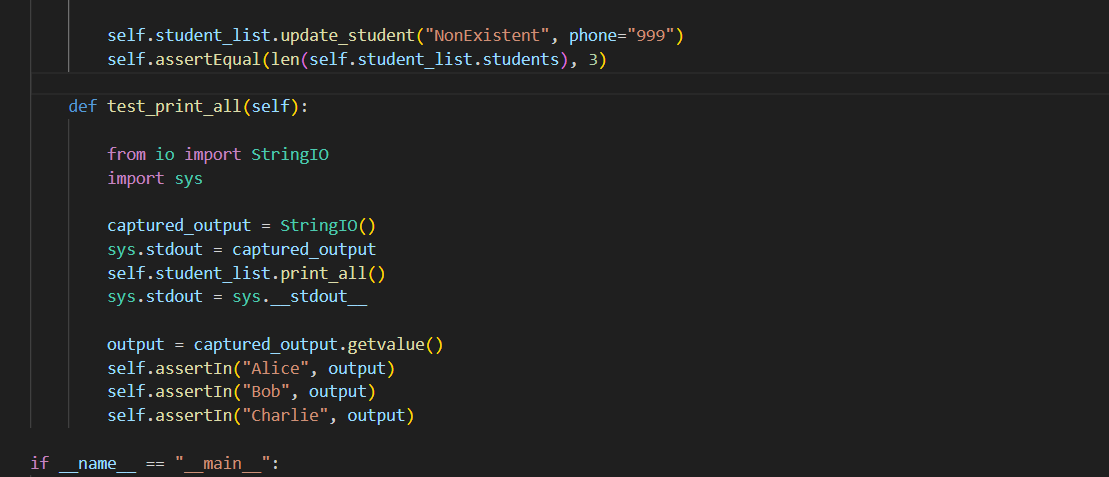 self.student_list.update_student("NonExistent", phone="999")
self.assertEqual(len(self.student_list.students), 3)
def test_print_all(self):
from io import StringIO
import sys
captured_output = StringIO()
sys.stdout = captured_output
self.student_list.print_all()
sys.stdout = sys.__stdout__
output = captured_output.getvalue()
self.assertIn("Alice", output)
self.assertIn("Bob", output)
self.assertIn("Charlie", output)
if __name__ == "__main__":